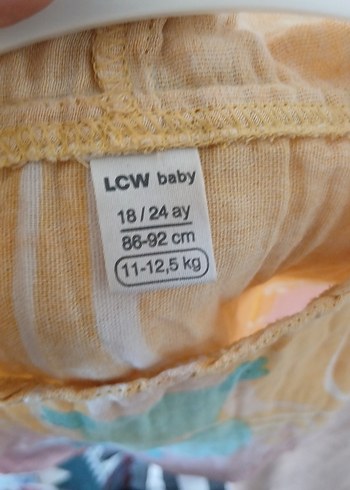 LCW baby
18 / 24 ay
86-92 cm
11-12,5 kg